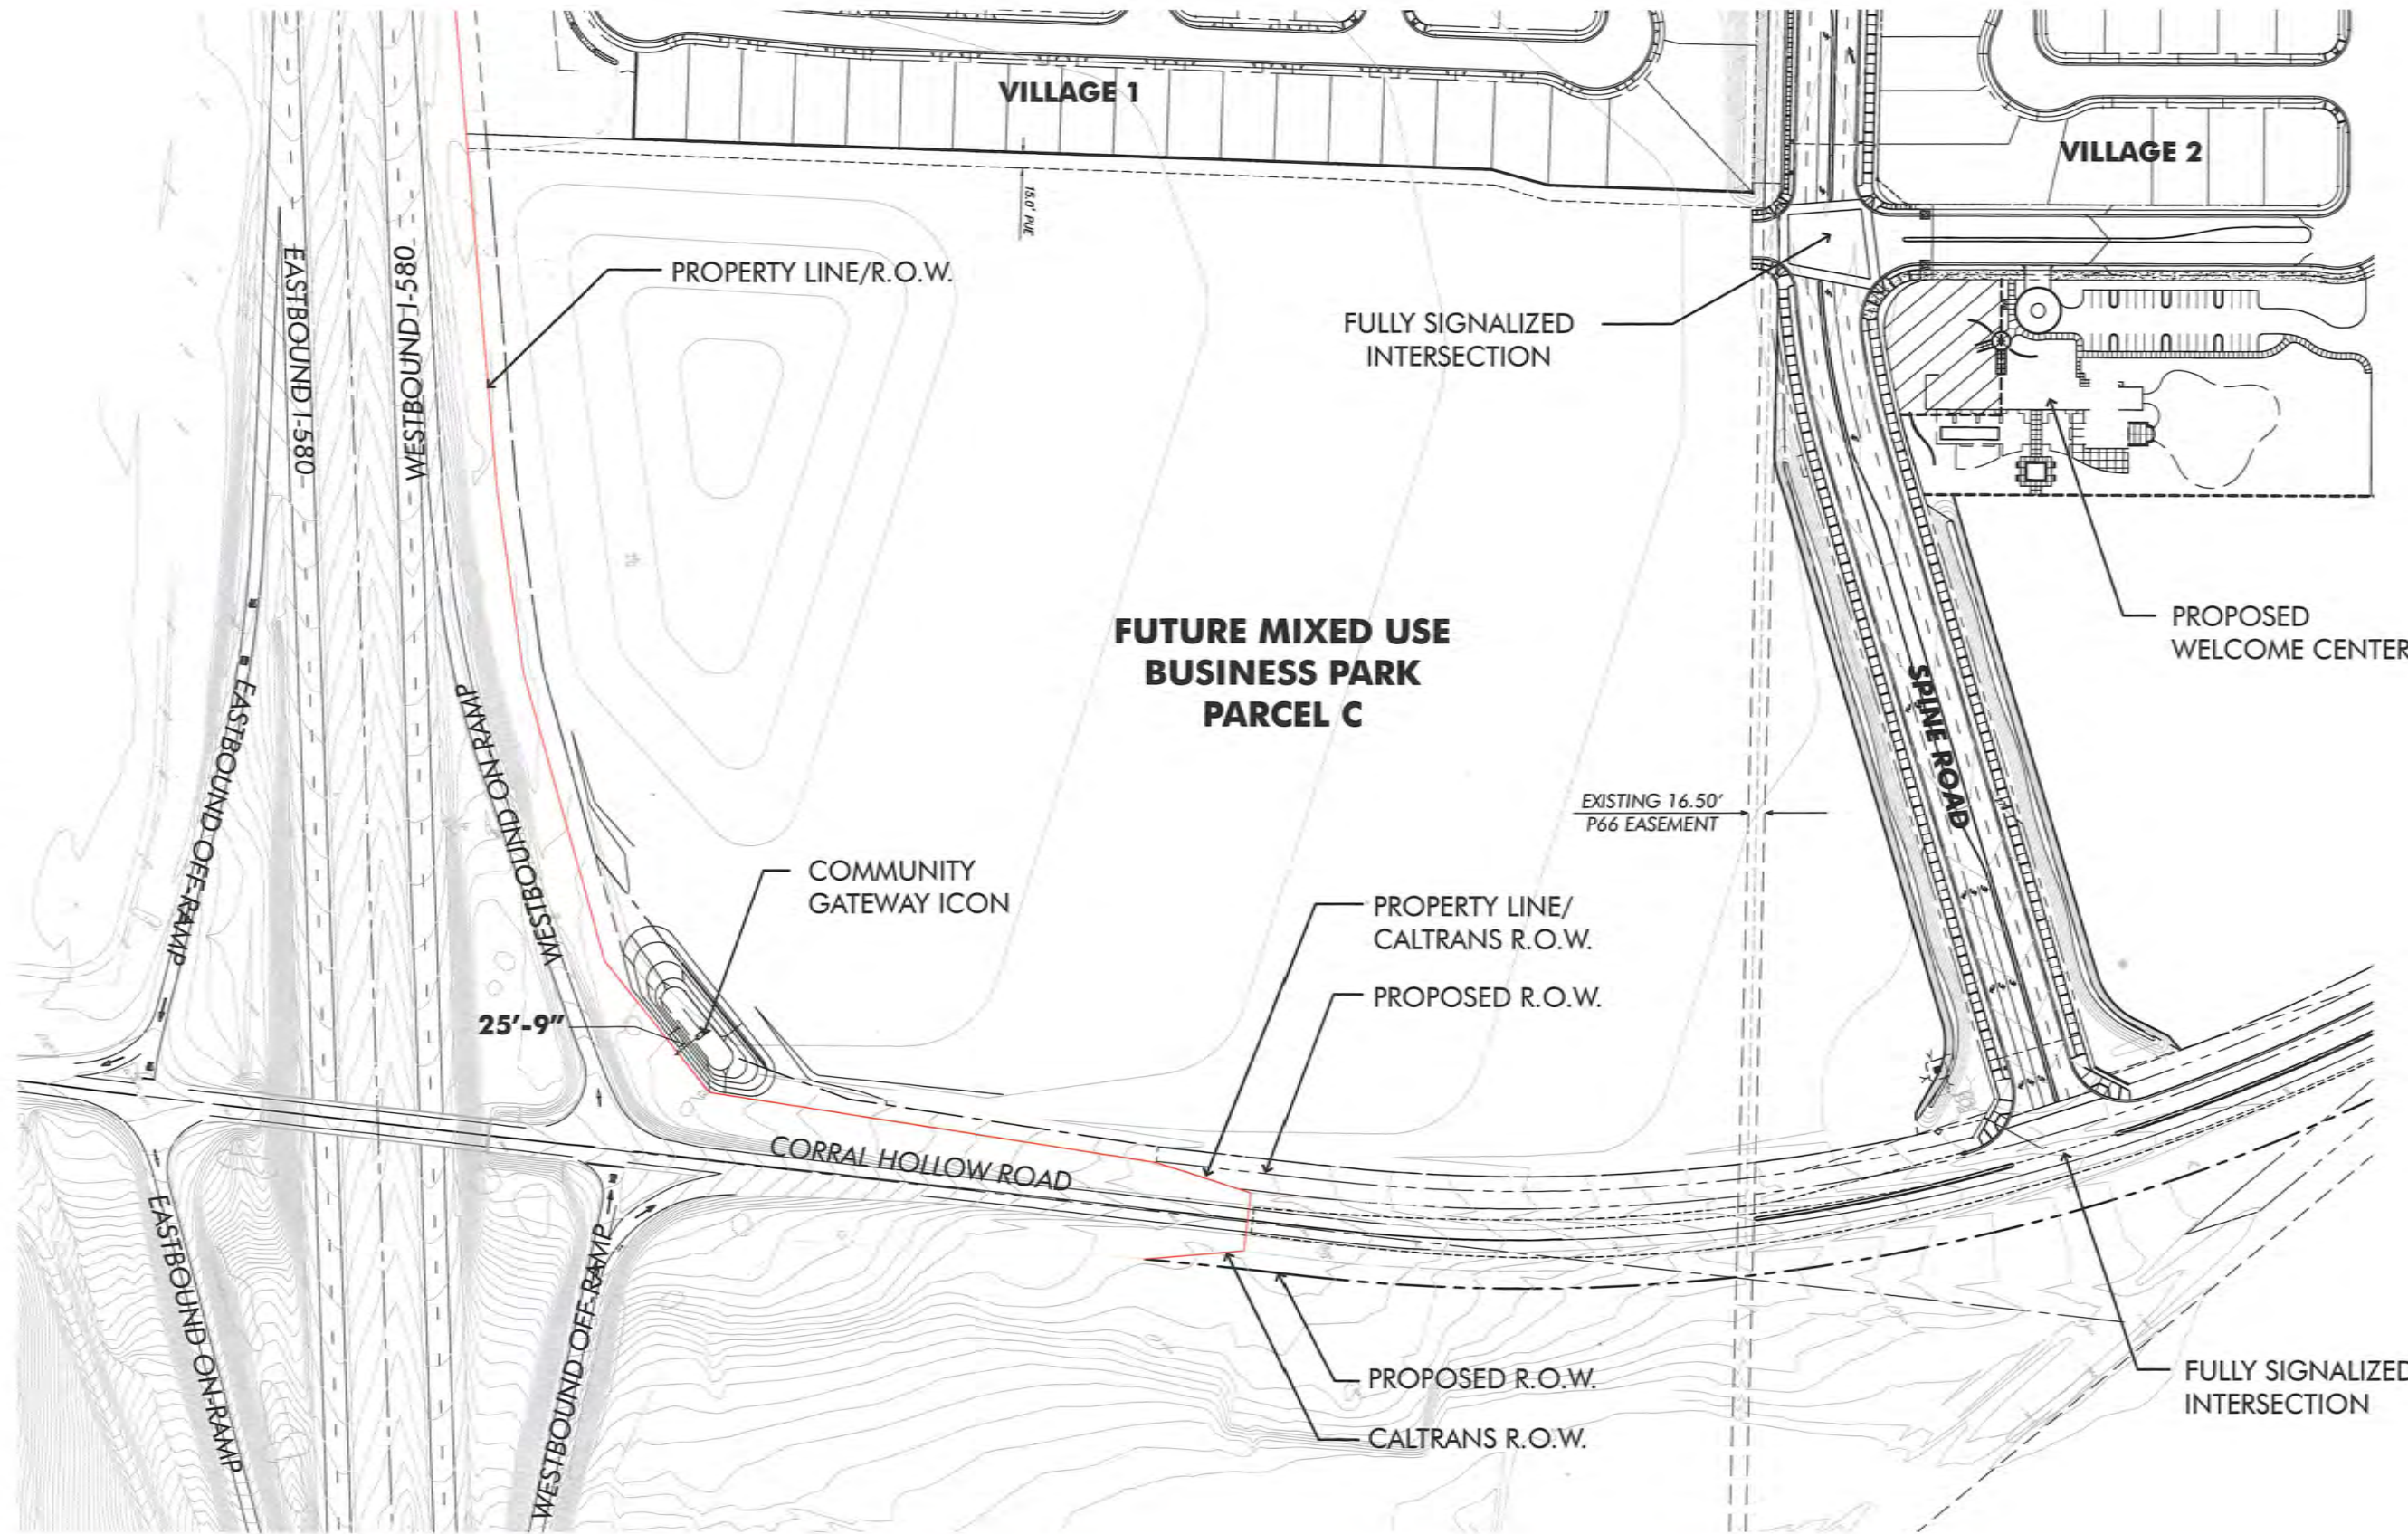 VILLAGE 1
VILLAGE 2
15.0' PUE
PROPERTY LINE/R.O.W.
EASTBOUND I-580
WESTBOUND I-580
FULLY SIGNALIZED
INTERSECTION
PROPOSED
WELCOME CENTER
FUTURE MIXED USE
BUSINESS PARK
PARCEL C
SPINE ROAD
EASTBOUND OFF-RAMP
WESTBOUND ON-RAMP
EXISTING 16.50'
P66 EASEMENT
COMMUNITY
GATEWAY ICON
PROPERTY LINE/
CALTRANS R.O.W.
PROPOSED R.O.W.
25'-9"
CORRAL HOLLOW ROAD
EASTBOUND ON-RAMP
WESTBOUND OFF-RAMP
PROPOSED R.O.W.
CALTRANS R.O.W.
FULLY SIGNALIZED
INTERSECTION